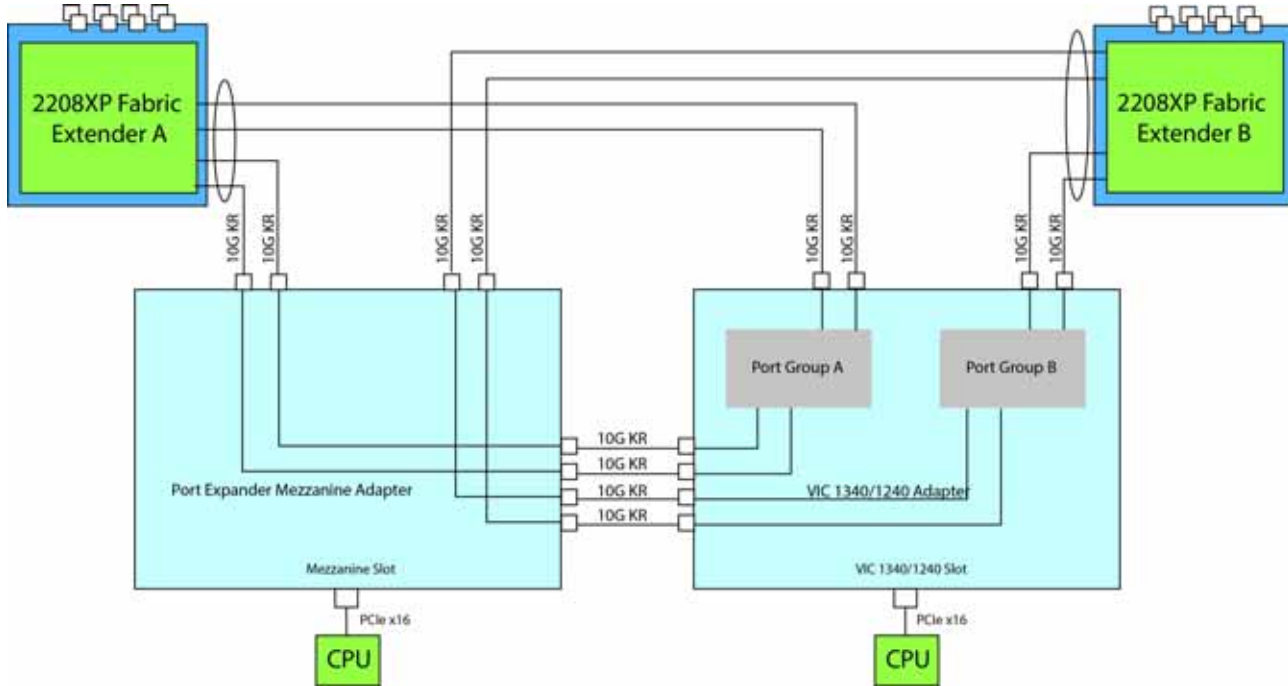 2208XP Fabric
Extender A
2208XP Fabric
Extender B
10G KR
10G KR
10G KR
10G KR
10G KR
10G KR
10G KR
10G KR
Port Group A
Port Group B
10G KR
10G KR
10G KR
10G KR
Port Expander Mezzanine Adapter
VIC 1340/1240 Adapter
Mezzanine Slot
VIC 1340/1240 Slot
PCIe x16
PCIe x16
CPU
CPU